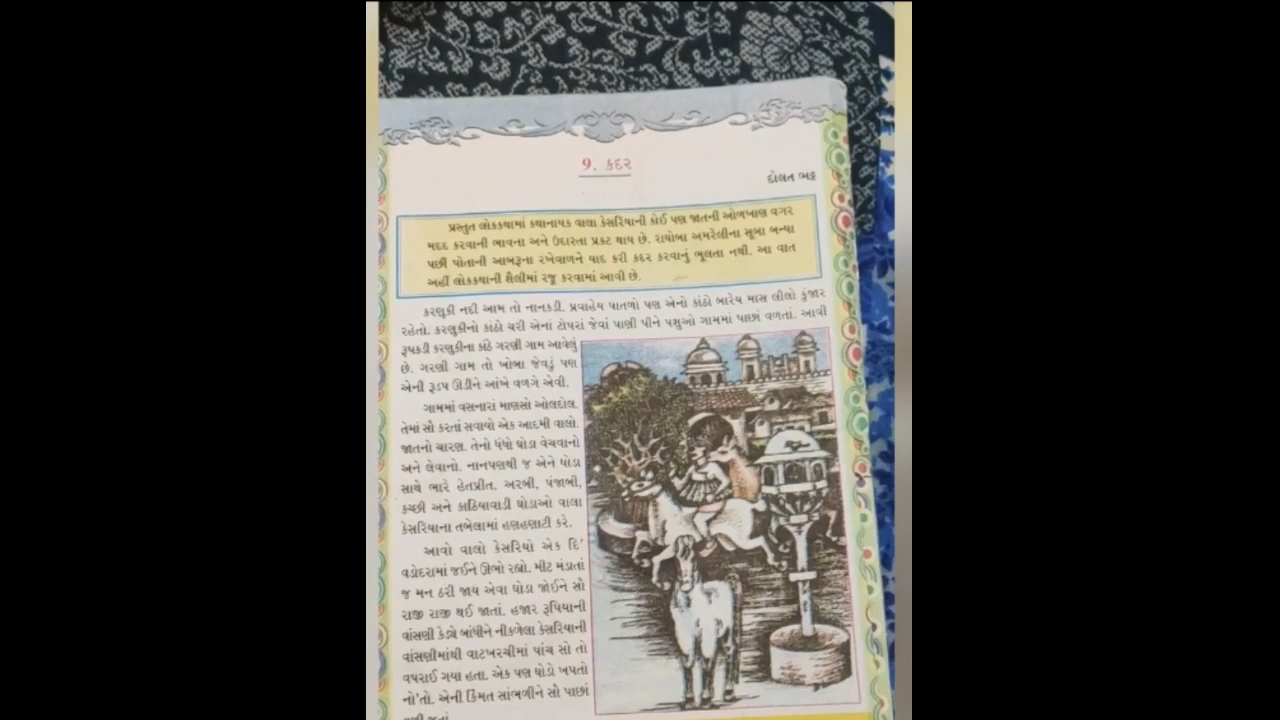 9. કદર
દોલત ભટ્ટ
પ્રસ્તુત લોકકથામાં કથાનાયક વાલા કેસરિયાની કોઈ પણ જાતની ઓળખાણ વગર
મદદ કરવાની ભાવના અને ઉદારતા પ્રકટ થાય છે. રાયોબા અમરેલીના સૂબા બન્યા
પછી પોતાની આબરૂના રખેવાળને યાદ કરી કદર કરવાનું ભૂલતા નથી. આ વાત
અહીં લોકકથાની શૈલીમાં રજૂ કરવામાં આવી છે.
કરણુકી નદી આમ તો નાનકડી. પ્રવાહેય પાતળો પણ એનો કાંઠો બારેય માસ લીલો કુંજાર
રહેતો. કરણુકીનો કાંઠો ચરી એના ટોપરાં જેવાં પાણી પીને પશુઓ ગામમાં પાછાં વળતાં. આવી
રૂપકડી કરણુકીના કાંઠે ગરણી ગામ આવેલું
છે. ગરણી ગામ તો ખોબા જેવડું પણ
એની રૂડપ ઊડીને આંખે વળગે એવી.
ગામમાં વસનારાં માણસો ઓલદોલ.
તેમાં સૌ કરતાં સવાયો એક આદમી વાલો.
જાતનો ચારણ. તેનો ધંધો ઘોડા વેચવાનો
અને લેવાનો. નાનપણથી જ એને ઘોડા
સાથે ભારે હેતપ્રીત. અરબી, પંજાબી,
કચ્છી અને કાઠિયાવાડી ઘોડાઓ વાલા
કેસરિયાના તબેલામાં હણહણાટી કરે.
આવો વાલો કેસરિયો એક દિ'
વડોદરામાં જઈને ઊભો રહ્યો. મીટ મંડાતાં
જ મન ઠરી જાય એવા ઘોડા જોઈને સૌ
રાજી રાજી થઈ જાતાં. હજાર રૂપિયાની
વાંસણી કેડ્યે બાંધીને નીકળેલા કેસરિયાની
વાંસણીમાંથી વાટખરચીમાં પાંચ સો તો
વપરાઈ ગયા હતા. એક પણ ઘોડો ખપતો
નો'તો. એની કિંમત સાંભળીને સૌ પાછાં